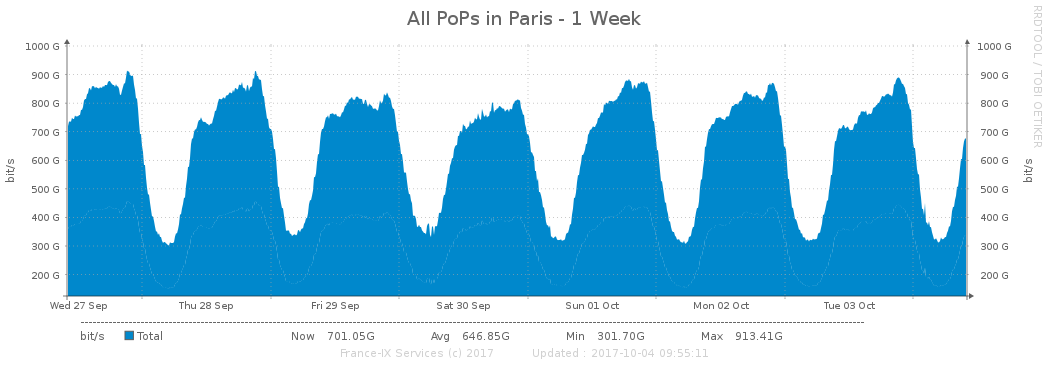 All PoPs in Paris - 1 Week
RRDTOOL / TOBI OETIKER
1000 G 1000 G
900 G 900 G
800 G 800 G
700 G 700 G
600 G 600 G
500 G 500 G
400 G 400 G
300 G 300 G
200 G 200 G
bit/s bit/s
Wed 27 Sep Thu 28 Sep Fri 29 Sep Sat 30 Sep Sun 01 Oct Mon 02 Oct Tue 03 Oct
bit/s Total Now 701.05G Avg 646.85G Min 301.70G Max 913.41G
France-IX Services (c) 2017 Updated : 2017-10-04 09:55:11